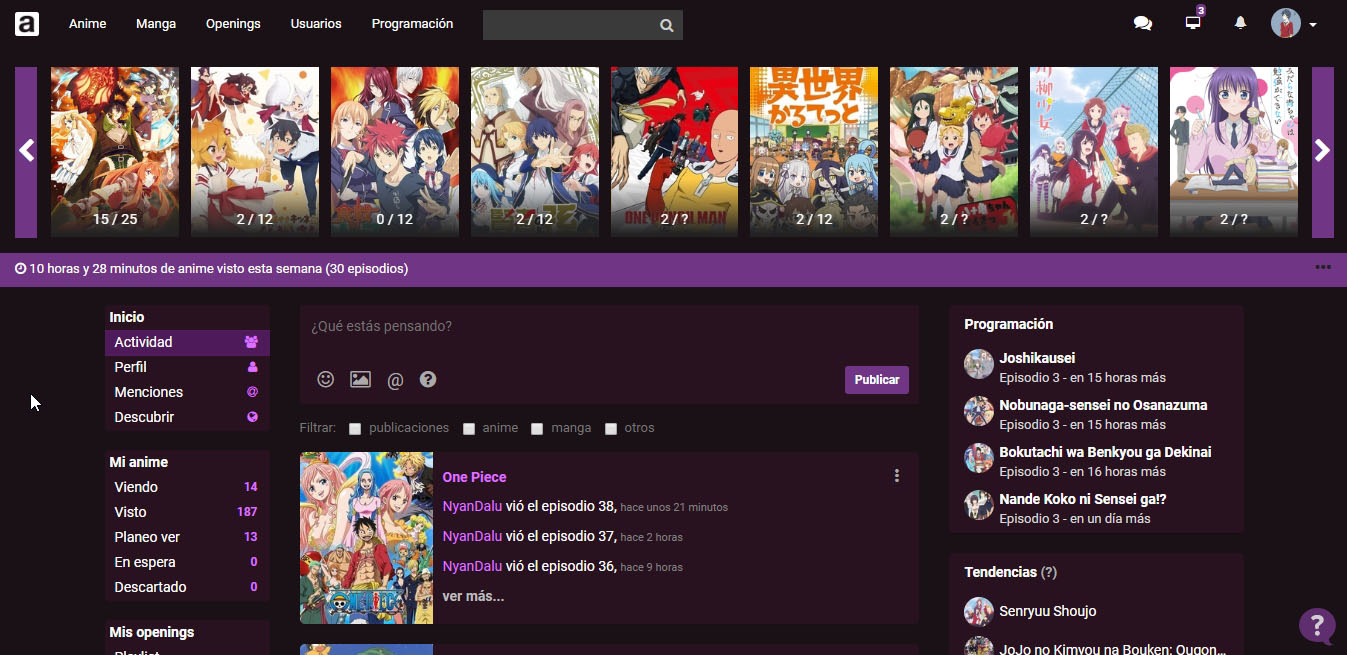 a Anime Manga Openings Usuarios Programación 3
異世界
かるてっと
川柳少女
ONE PUNCH MAN
15 / 25 2 / 12 0 / 12 2 / 12 2 / ? 2 / 12 2 / ? 2 / ? 2 / ?
10 horas y 28 minutos de anime visto esta semana (30 episodios)
Inicio
Actividad
Perfil
Menciones @
Descubrir
Mi anime
Viendo 14
Visto 187
Planeo ver 13
En espera 0
Descartado 0
Mis openings
Playlist
¿Qué estás pensando?
@ ? Publicar
Filtrar: publicaciones anime manga otros
One Piece
NyanDalu vió el episodio 38, hace unos 21 minutos
NyanDalu vió el episodio 37, hace 2 horas
NyanDalu vió el episodio 36, hace 9 horas
ver más...
ONE PIECE
Programación
Joshikausei
Episodio 3 - en 15 horas más
Nobunaga-sensei no Osanazuma
Episodio 3 - en 15 horas más
Bokutachi wa Benkyou ga Dekinai
Episodio 3 - en 16 horas más
Nande Koko ni Sensei ga!?
Episodio 3 - en un día más
Tendencias (?)
Senryuu Shoujo
JoJo no Kimyou na Bouken: Ougon...
?